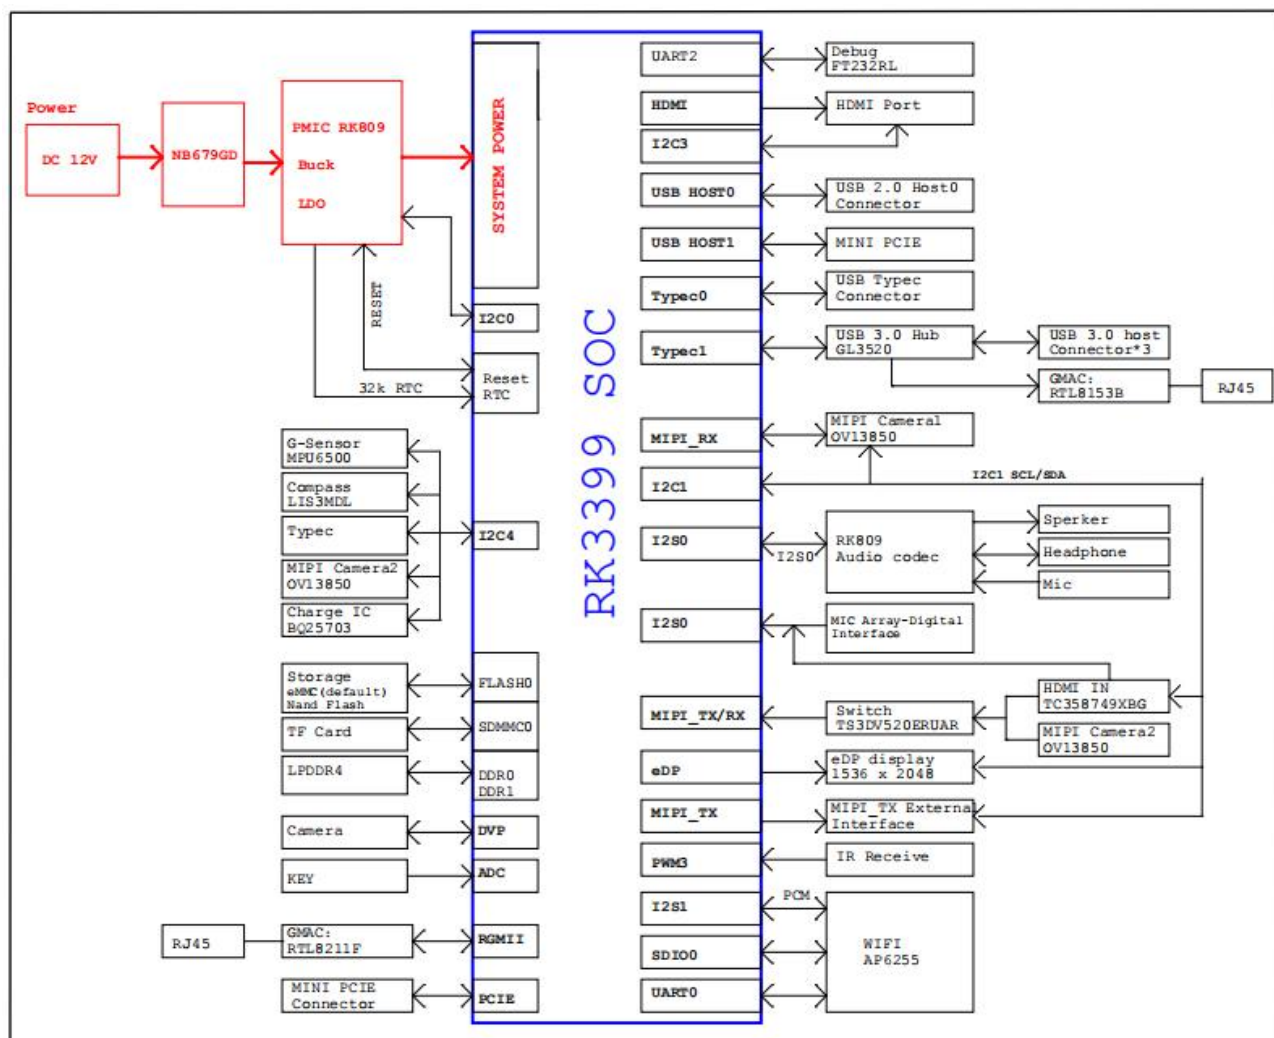 Power
DC 12V
NB679GD
PMIC RK809
Buck
LDO
SYSTEM POWER
RESET
32k RTC
I2C0
Reset
RTC
G-Sensor
MPU6500
Compass
LIS3MDL
Typec
MIPI Camera2
OV13850
Charge IC
BQ25703
I2C4
Storage
eMMC(default)
Nand Flash
FLASH0
TF Card
SDMMC0
LPDDR4
DDR0
DDR1
Camera
DVP
KEY
ADC
RJ45
GMAC:
RTL8211F
RGMII
MINI PCIE
Connector
PCIE
RK3399 SOC
UART2
Debug
FT232RL
HDMI
HDMI Port
I2C3
USB HOST0
USB 2.0 Host0
Connector
USB HOST1
MINI PCIE
Typec0
USB Typec
Connector
Typec1
USB 3.0 Hub
GL3520
USB 3.0 host
Connector*3
GMAC:
RTL8153B
RJ45
MIPI_RX
MIPI Camera1
OV13850
I2C1
I2C1 SCL/SDA
I2S0
I2S0
RK809
Audio codec
Sperker
Headphone
Mic
I2S0
MIC Array-Digital
Interface
HDMI IN
TC358749XBG
MIPI_TX/RX
Switch
TS3DV520ERUAR
MIPI Camera2
OV13850
eDP
eDP display
1536 x 2048
MIPI_TX
MIPI_TX External
Interface
PWM3
IR Receive
I2S1
PCM
SDIO0
WIFI
AP6255
UART0